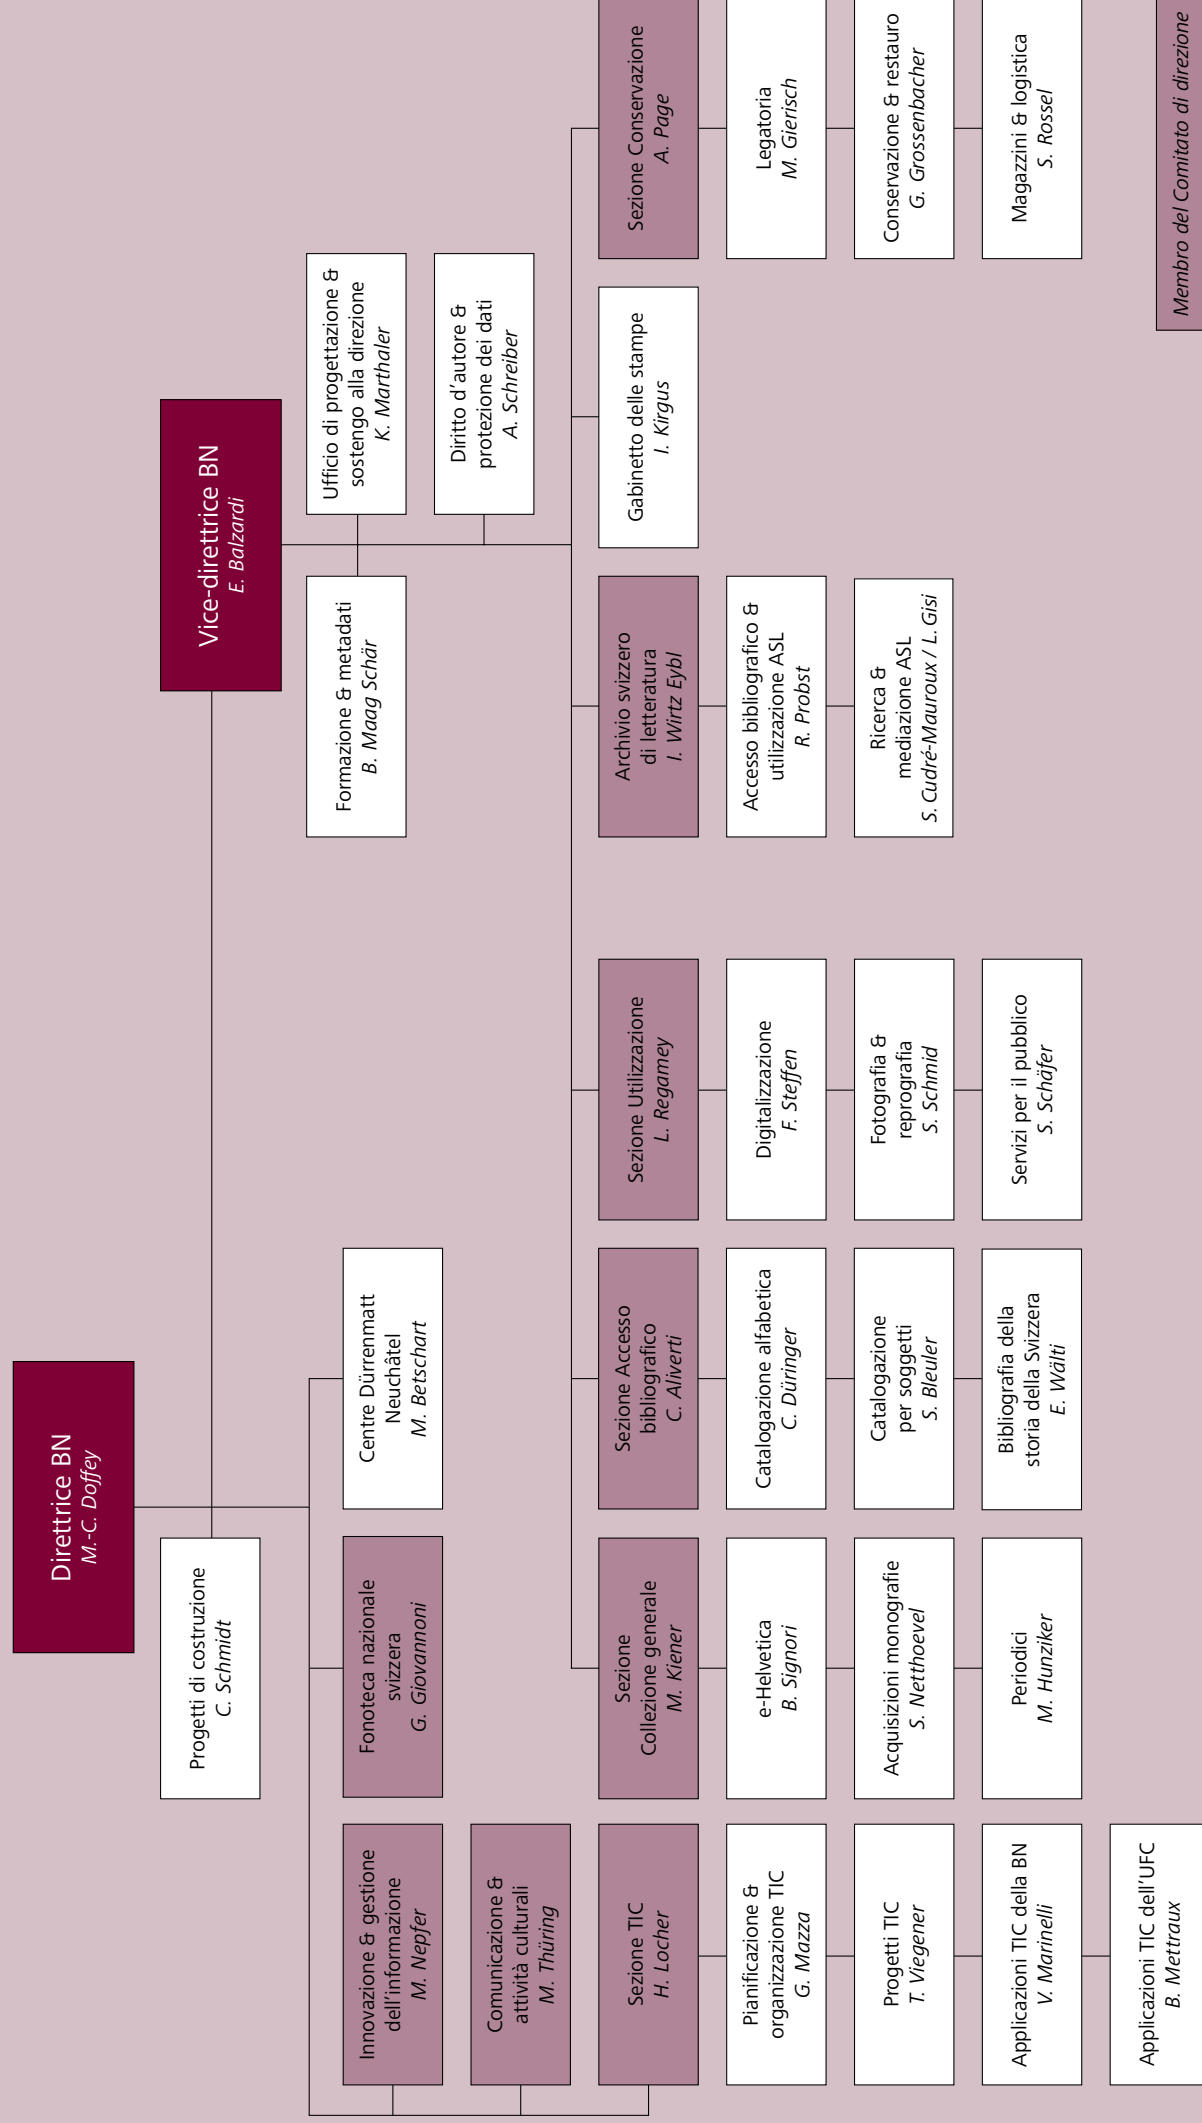 Direttrice BN
M.-C. Doffey
Progetti di costruzione
C. Schmidt
Vice-direttrice BN
E. Balzardi
Innovazione & gestione
dell'informazione
M. Nepfer
Comunicazione &
attività culturali
M. Thüring
Fonoteca nazionale
svizzera
G. Giovannoni
Centre Dürrenmatt
Neuchâtel
M. Betschart
Formazione & metadati
B. Maag Schär
Ufficio di progettazione &
sostengo alla direzione
K. Marthaler
Diritto d'autore &
protezione dei dati
A. Schreiber
Sezione TIC
H. Locher
Pianificazione &
organizzazione TIC
G. Mazza
Progetti TIC
T. Viegener
Applicazioni TIC della BN
V. Marinelli
Applicazioni TIC dell'UFC
B. Mettraux
Sezione
Collezione generale
M. Kiener
e-Helvetica
B. Signori
Acquisizioni monografie
S. Netthoevel
Periodici
M. Hunziker
Sezione Accesso
bibliografico
C. Aliverti
Catalogazione alfabetica
C. Düringer
Catalogazione
per soggetti
S. Bleuler
Bibliografia della
storia della Svizzera
E. Wälti
Sezione Utilizzazione
L. Regamey
Digitalizzazione
F. Steffen
Fotografia &
reprografia
S. Schmid
Servizi per il pubblico
S. Schäfer
Archivio svizzero
di letteratura
I. Wirtz Eybl
Accesso bibliografico &
utilizzazione ASL
R. Probst
Ricerca &
mediazione ASL
S. Cudré-Mauroux / L. Gisi
Gabinetto delle stampe
I. Kirgus
Sezione Conservazione
A. Page
Legatoria
M. Gierisch
Conservazione & restauro
G. Grossenbacher
Magazzini & logistica
S. Rossel
Membro del Comitato di direzione